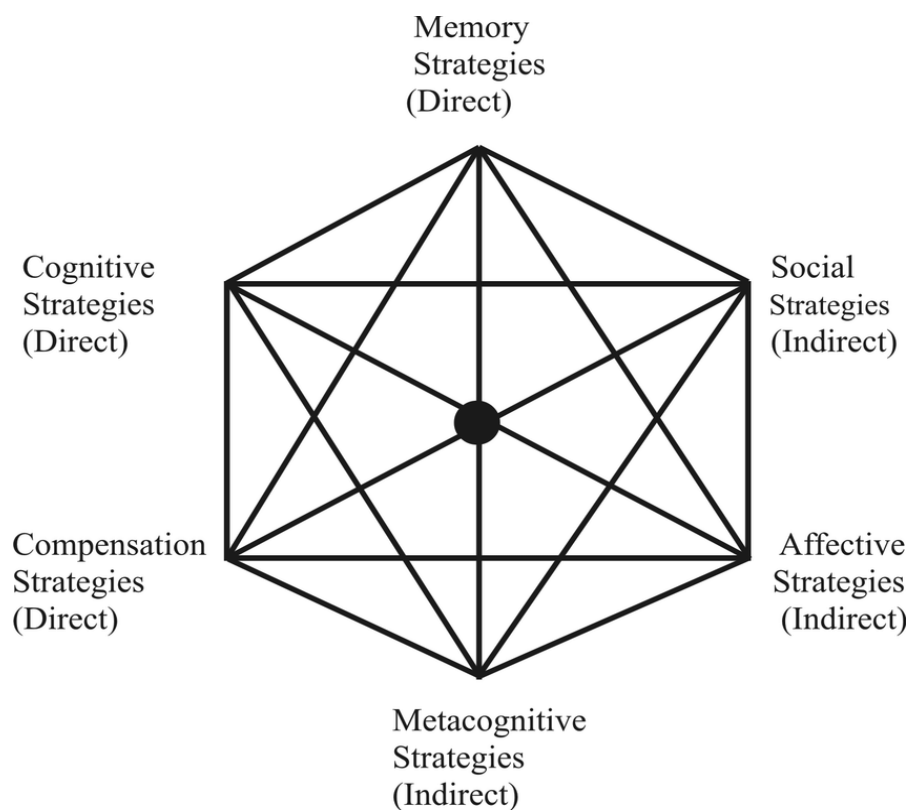 Memory
Strategies
(Direct)
Cognitive
Strategies
(Direct)
Social
Strategies
(Indirect)
Compensation
Strategies
(Direct)
Affective
Strategies
(Indirect)
Metacognitive
Strategies
(Indirect)